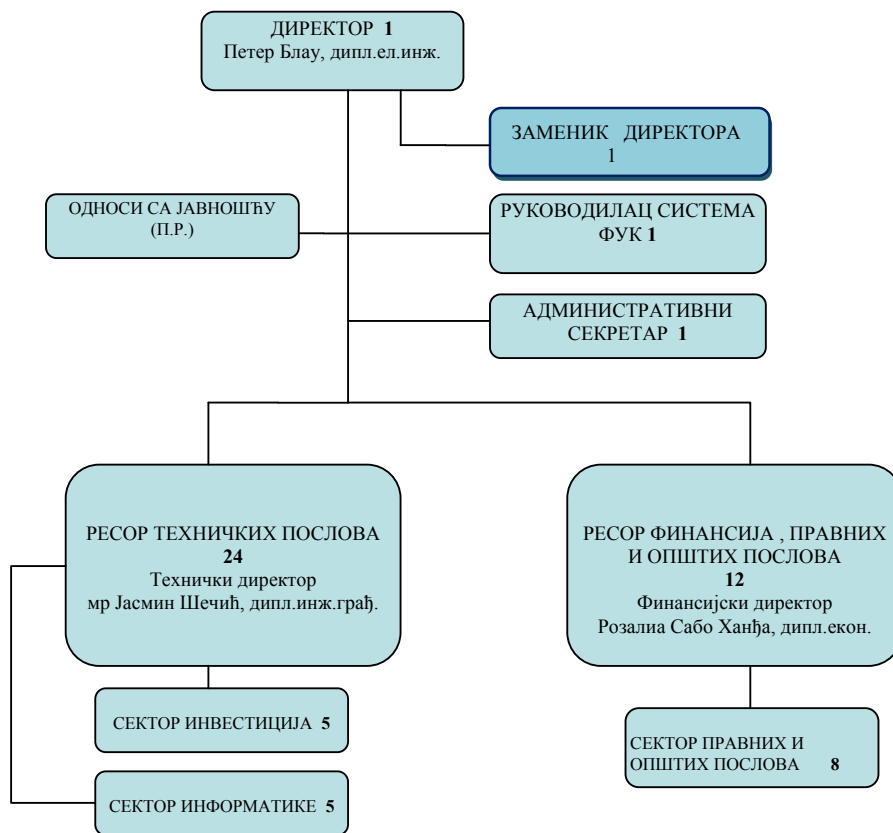 ДИРЕКТОР 1
Петер Блау, дипл.ел.инж.
ЗАМЕНИК ДИРЕКТОРА
1
ОДНОСИ СА ЈАВНОШЋУ
(П.Р.)
РУКОВОДИЛАЦ СИСТЕМА
ФУК 1
АДМИНИСТРАТИВНИ
СЕКРЕТАР 1
РЕСОР ТЕХНИЧКИХ ПОСЛОВА
24
Технички директор
мр Јасмин Шечић, дипл.инж.грађ.
РЕСОР ФИНАНСИЈА , ПРАВНИХ
И ОПШТИХ ПОСЛОВА
12
Финансијски директор
Розалиа Сабо Ханђа, дипл.екон.
СЕКТОР ИНВЕСТИЦИЈА 5
СЕКТОР ИНФОРМАТИКЕ 5
СЕКТОР ПРАВНИХ И
ОПШТИХ ПОСЛОВА 8